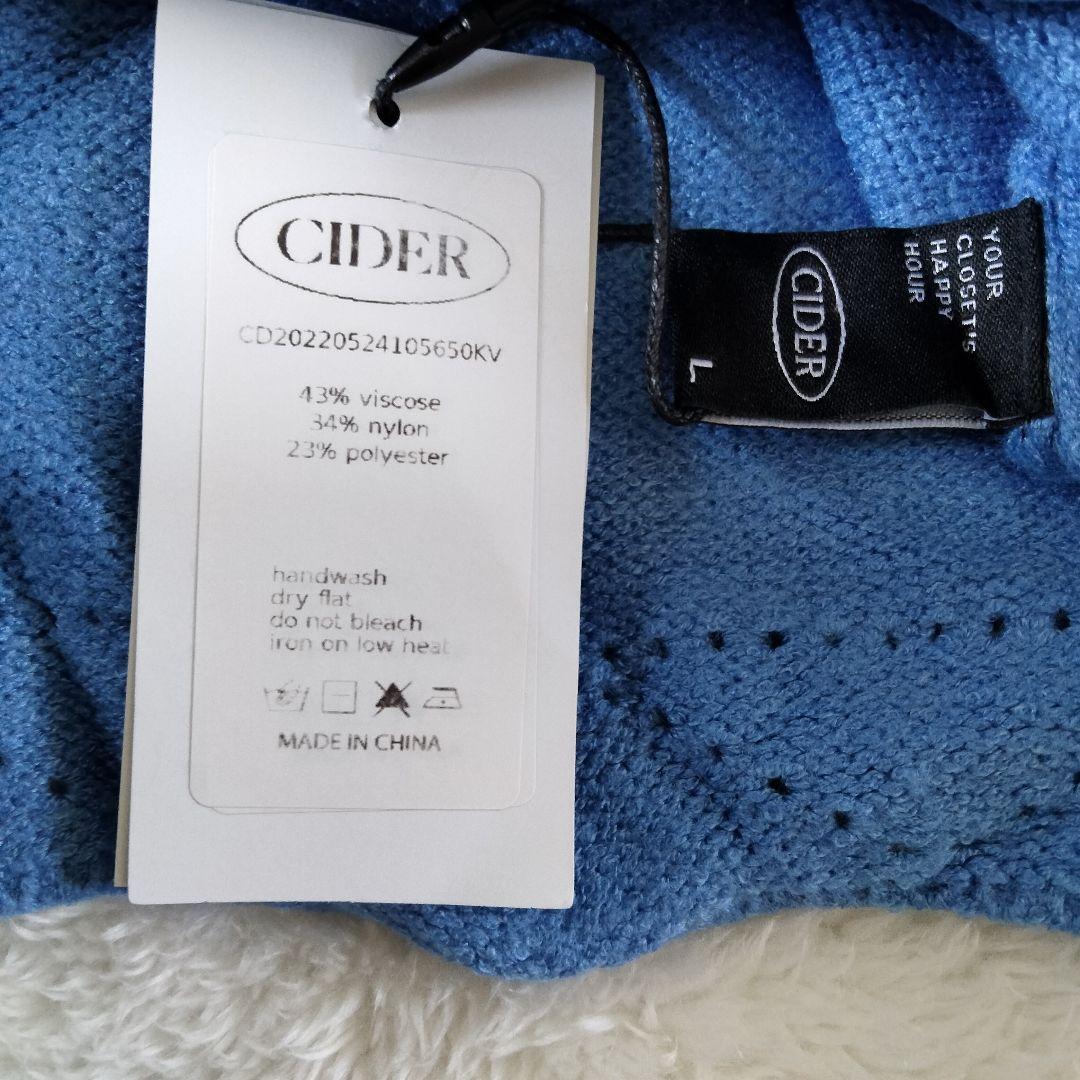 CIDER
CD20220524105650KV
43% viscose
34% nylon
23% polyester
handwash
dry flat
do not bleach
iron on low heat
MADE IN CHINA
YOUR
CLOSET'S
HAPPY
HOUR
CIDER
L